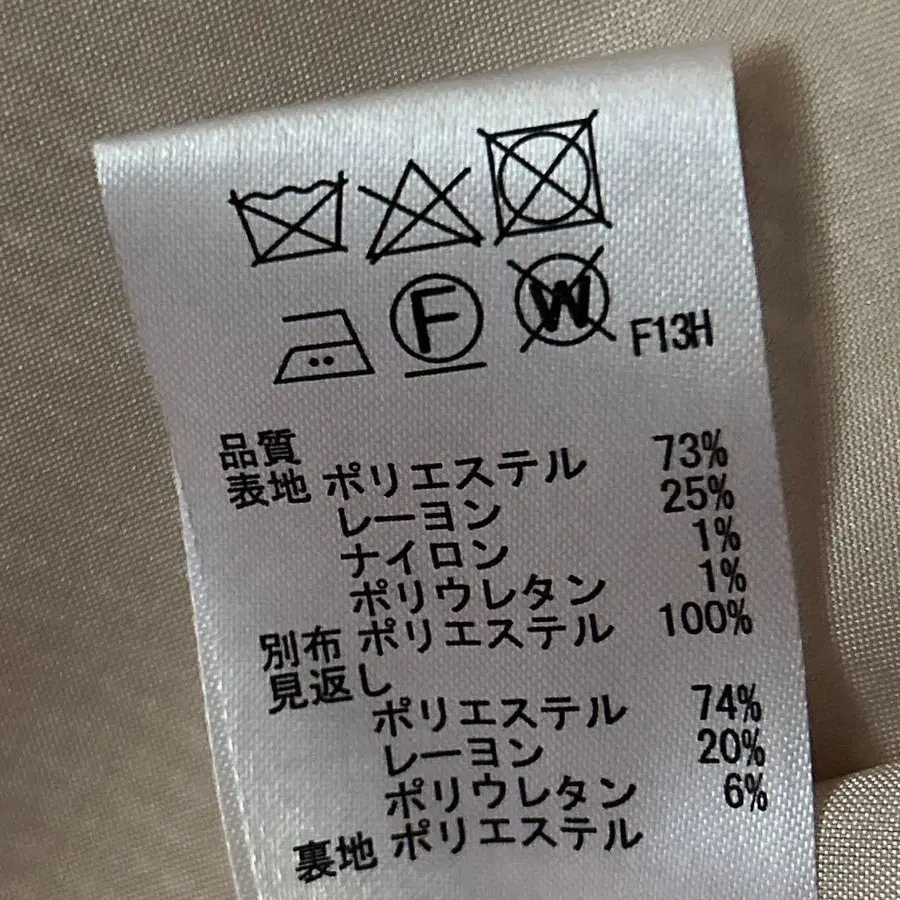 F W F13H
品質
表地 ポリエステル 73%
レーヨン 25%
ナイロン 1%
ポリウレタン 1%
別布 ポリエステル 100%
見返し
ポリエステル 74%
レーヨン 20%
ポリウレタン 6%
裏地 ポリエステル